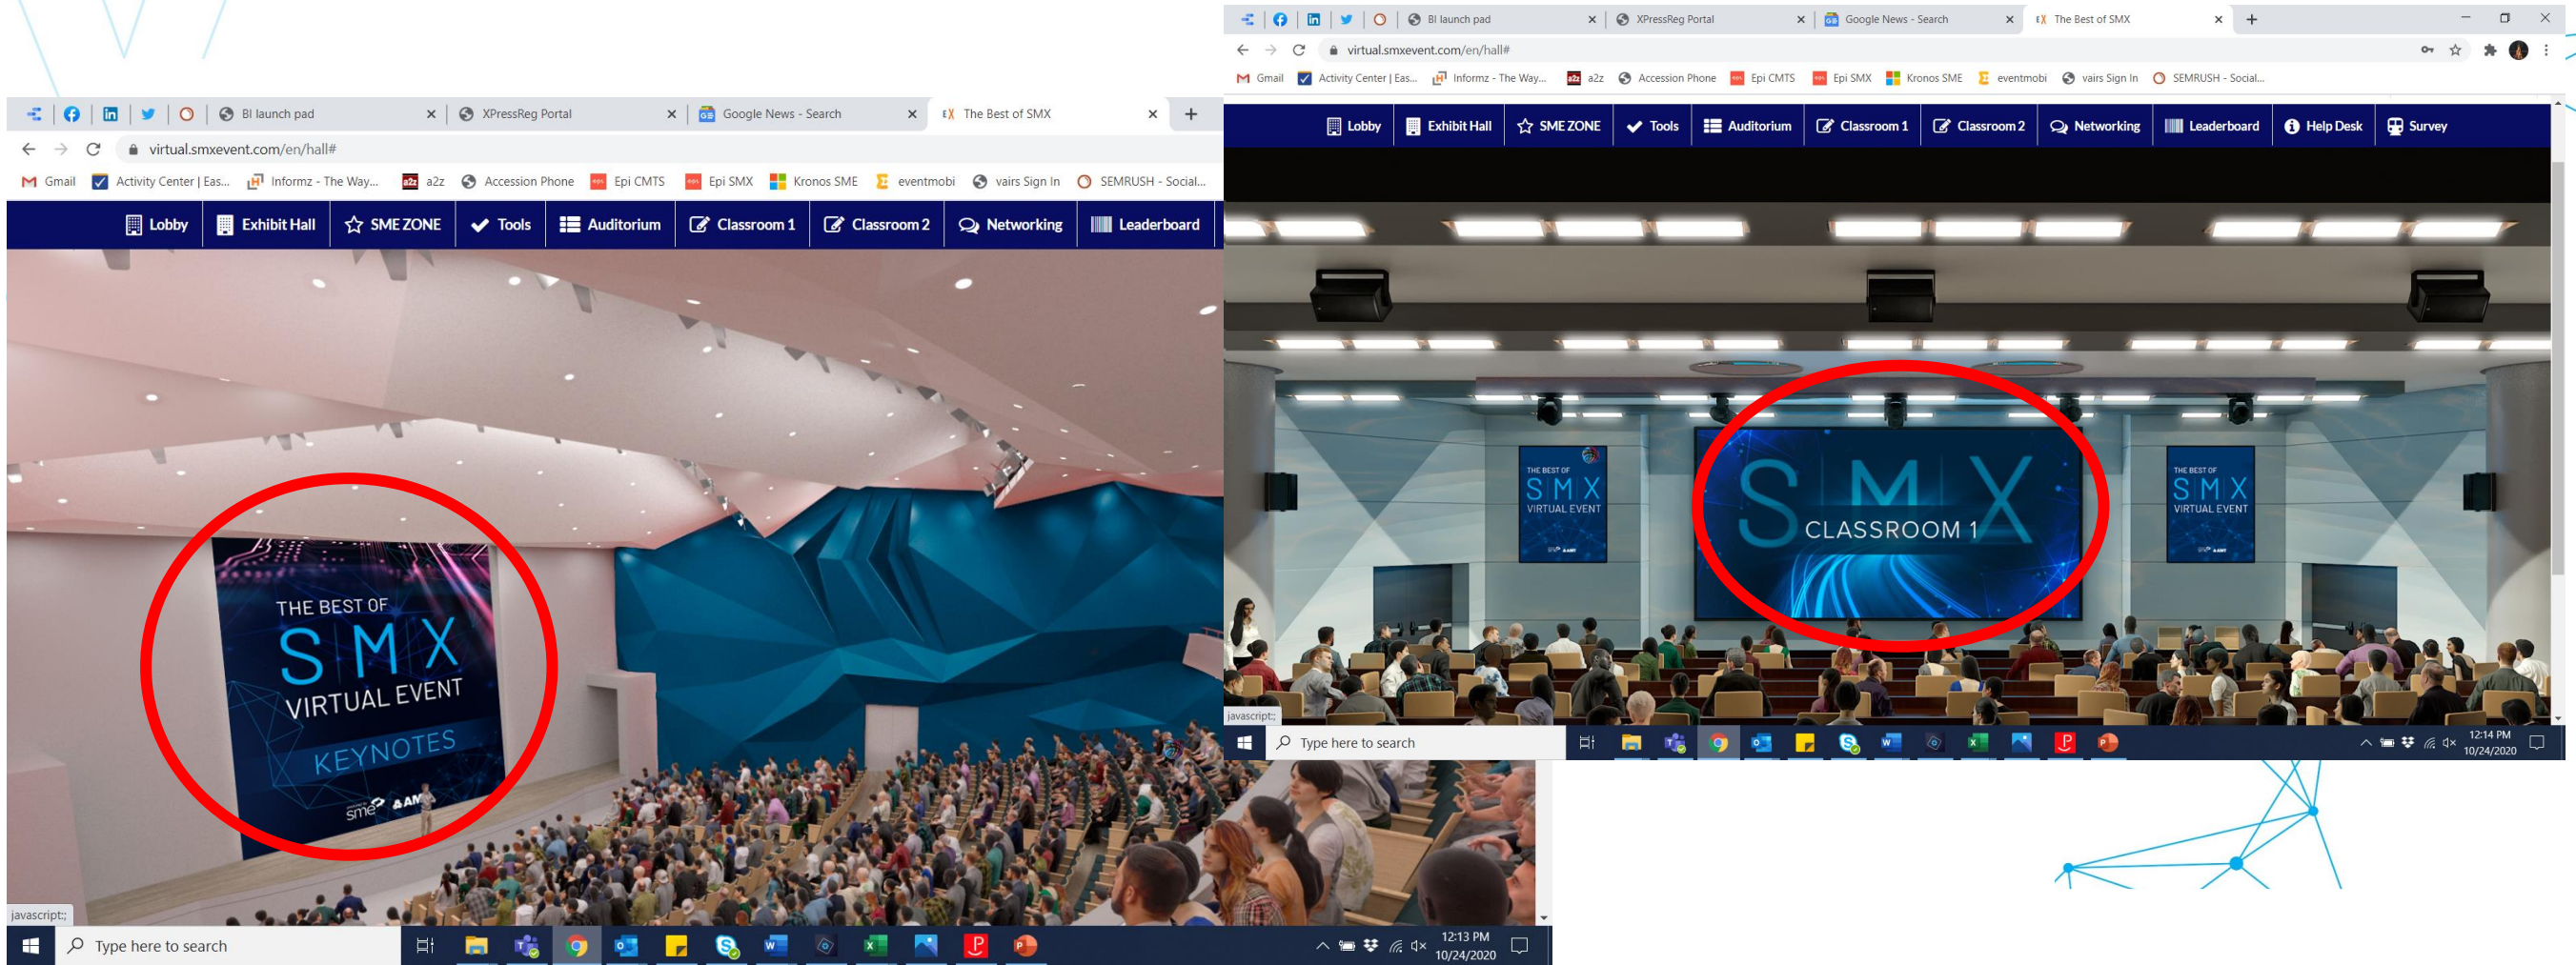 BI launch pad
XPressReg Portal
Google News - Search
The Best of SMX
virtual.smxevent.com/en/hall#
Gmail
Activity Center | Eas...
Informz - The Way...
a2z
a2z
Accession Phone
Epi CMTS
Epi SMX
Kronos SME
eventmobi
vairs Sign In
SEMRUSH - Social...
Lobby
Exhibit Hall
SME ZONE
Tools
Auditorium
Classroom 1
Classroom 2
Networking
Leaderboard
THE BEST OF
SMX
VIRTUAL EVENT
KEYNOTES
sme
javascript:;
Type here to search
12:13 PM
10/24/2020
BI launch pad
XPressReg Portal
Google News - Search
The Best of SMX
virtual.smxevent.com/en/hall#
Gmail
Activity Center | Eas...
Informz - The Way...
a2z
a2z
Accession Phone
Epi CMTS
Epi SMX
Kronos SME
eventmobi
vairs Sign In
SEMRUSH - Social...
Lobby
Exhibit Hall
SME ZONE
Tools
Auditorium
Classroom 1
Classroom 2
Networking
Leaderboard
Help Desk
Survey
THE BEST OF
SMX
VIRTUAL EVENT
SMX
CLASSROOM 1
THE BEST OF
SMX
VIRTUAL EVENT
javascript:;
Type here to search
12:14 PM
10/24/2020